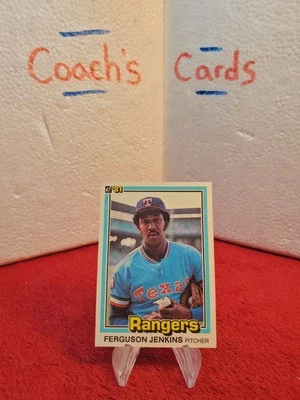 Coach's Cards
'81
T
Texas
Rangers
FERGUSON JENKINS PITCHER